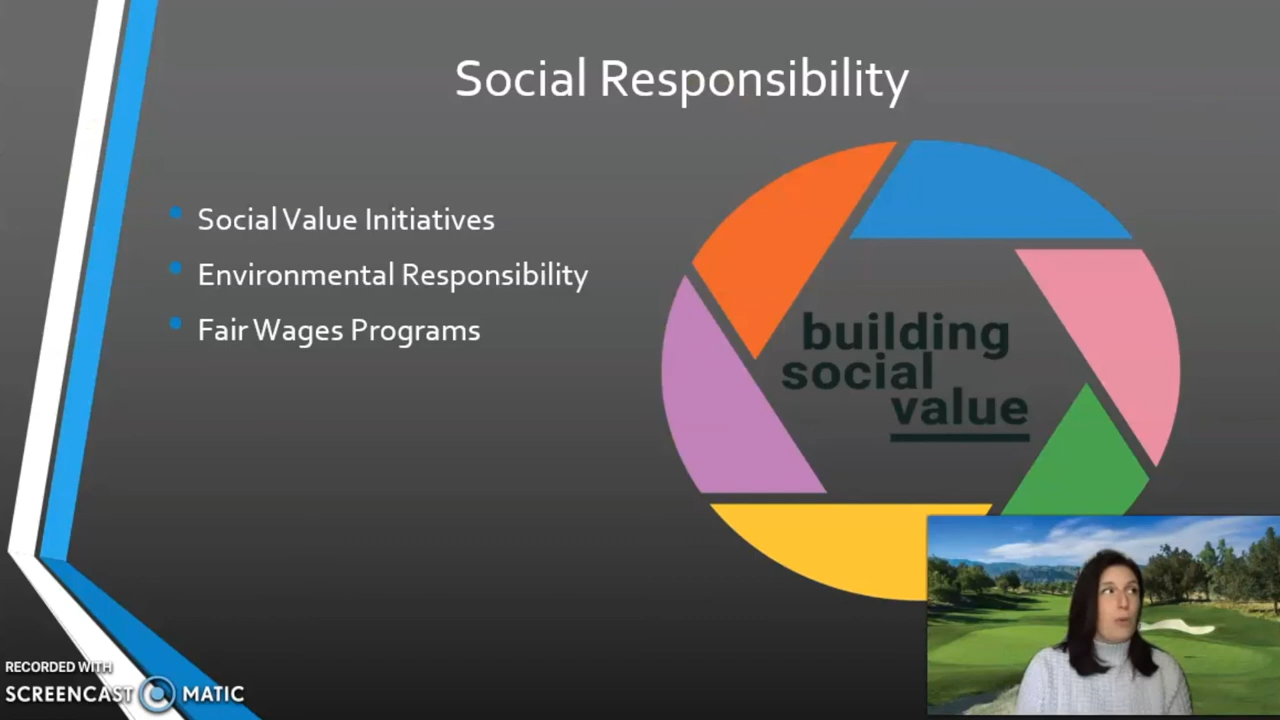 Social Responsibility
Social Value Initiatives
Environmental Responsibility
Fair Wages Programs
building
social
value
RECORDED WITH
SCREENCAST MATIC